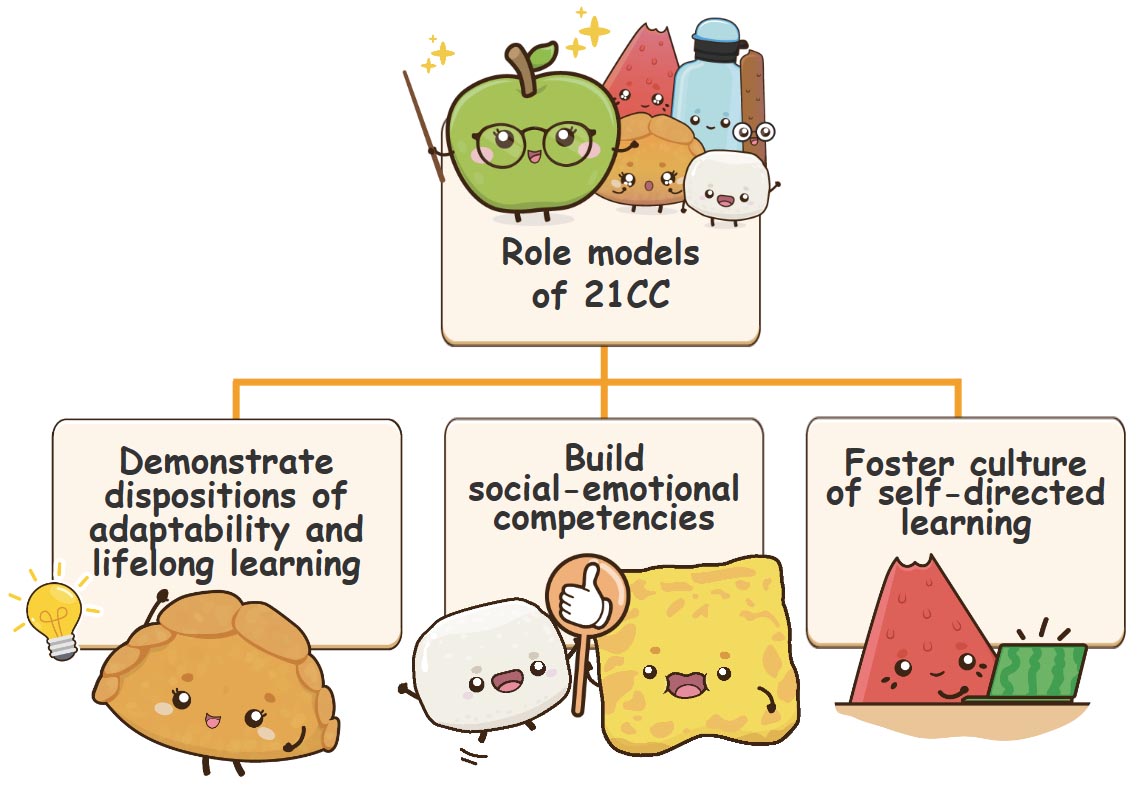 Role models
of 21CC
Demonstrate
dispositions of
adaptability and
lifelong learning
Build
social-emotional
competencies
Foster culture
of self-directed
learning